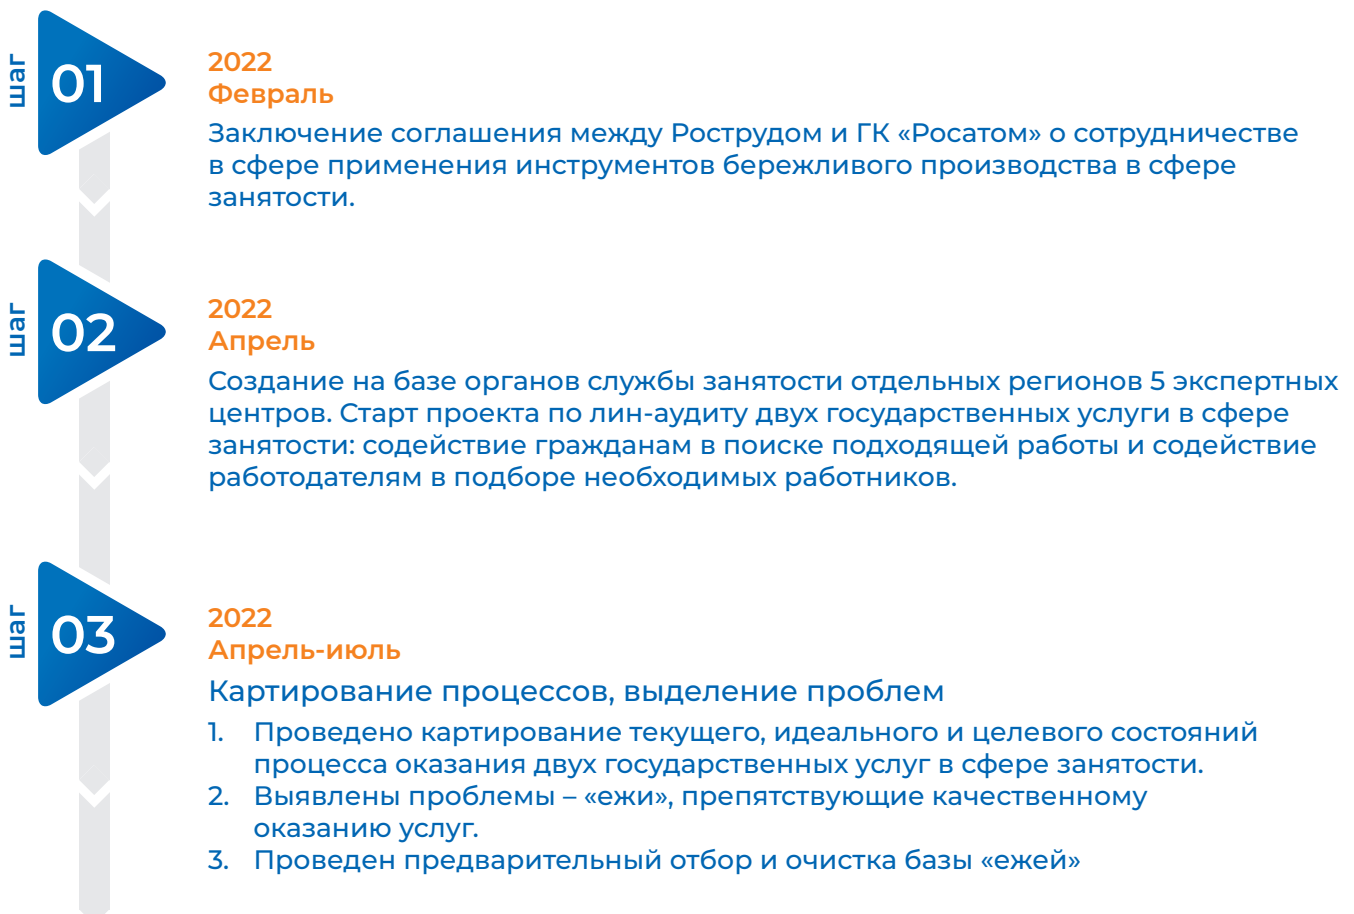 шаг
01
2022
Февраль
Заключение соглашения между Рострудом и ГК «Росатом» о сотрудничестве
в сфере применения инструментов бережливого производства в сфере
занятости.
шаг
02
2022
Апрель
Создание на базе органов службы занятости отдельных регионов 5 экспертных
центров. Старт проекта по лин-аудиту двух государственных услуги в сфере
занятости: содействие гражданам в поиске подходящей работы и содействие
работодателям в подборе необходимых работников.
шаг
03
2022
Апрель-июль
Картирование процессов, выделение проблем
1. Проведено картирование текущего, идеального и целевого состояний
процесса оказания двух государственных услуг в сфере занятости.
2. Выявлены проблемы – «ежи», препятствующие качественному
оказанию услуг.
3. Проведен предварительный отбор и очистка базы «ежей»